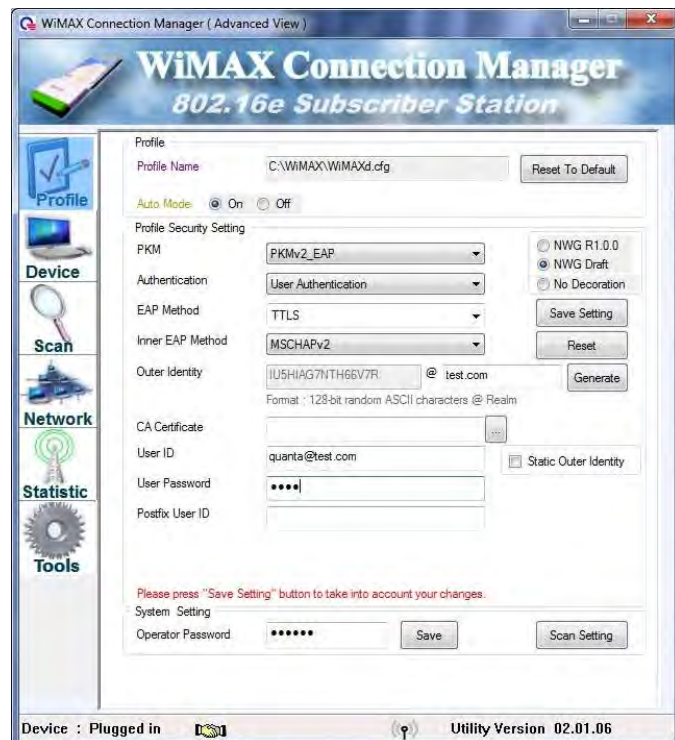 WiMAX Connection Manager ( Advanced View )
WiMAX Connection Manager
802.16e Subscriber Station
Profile
Device
Scan
Network
Statistic
Tools
Profile
Profile Name C:\WiMAX\WiMAXd.cfg Reset To Default
Auto Mode On Off
Profile Security Setting
PKM PKMv2_EAP
NWG R1.0.0
NWG Draft
No Decoration
Authentication User Authentication
EAP Method TTLS Save Setting
Inner EAP Method MSCHAPv2 Reset
Outer Identity IU5HIAG7NTH66V7R @ test.com Generate
Format : 128-bit random ASCII characters @ Realm
CA Certificate ...
User ID quanta@test.com Static Outer Identity
User Password ••••
Postfix User ID
Please press "Save Setting" button to take into account your changes.
System Setting
Operator Password •••••• Save Scan Setting
Device : Plugged in Utility Version 02.01.06